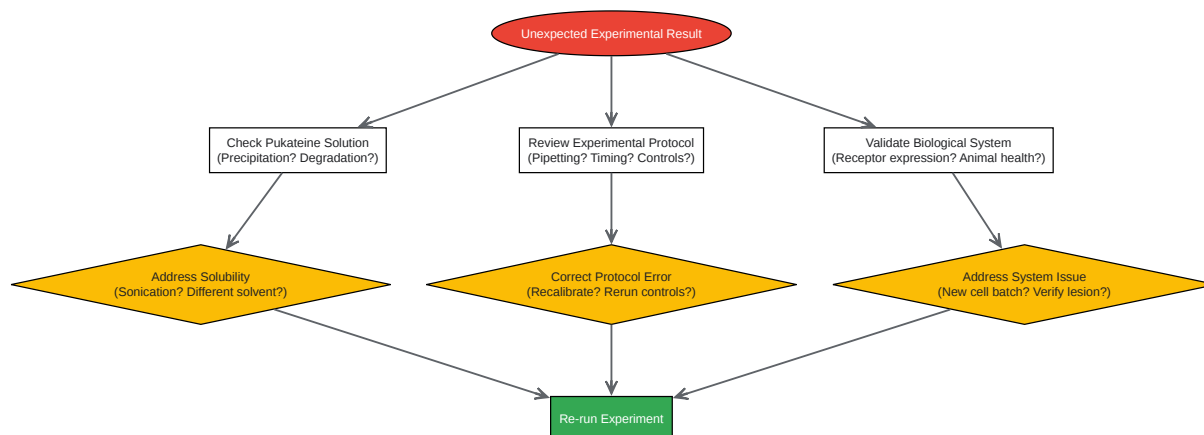 Unexpected Experimental Result
Check Pukateine Solution
(Precipitation? Degradation?)
Review Experimental Protocol
(Pipetting? Timing? Controls?)
Validate Biological System
(Receptor expression? Animal health?)
Address Solubility
(Sonication? Different solvent?)
Correct Protocol Error
(Recalibrate? Rerun controls?)
Address System Issue
(New cell batch? Verify lesion?)
Re-run Experiment